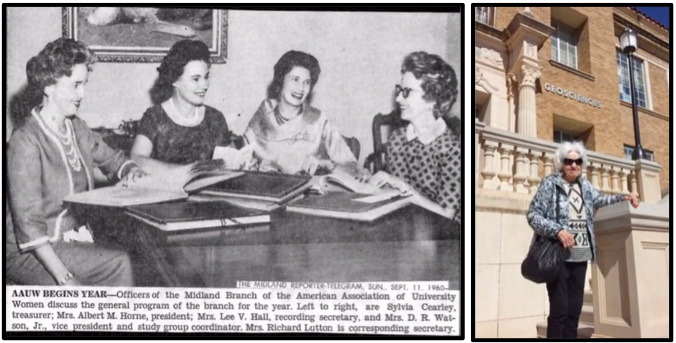 THE MIDLAND REPORTER-TELEGRAM, SUN., SEPT. 11, 1960—
AAUW BEGINS YEAR—Officers of the Midland Branch of the American Association of University
Women discuss the general program of the branch for the year. Left to right, are Sylvia Cearley,
treasurer; Mrs. Albert M. Horne, president; Mrs. Lee V. Hall, recording secretary, and Mrs. D. R. Wat-
son, Jr., vice president and study group coordinator. Mrs. Richard Lutton is corresponding secretary.
GEOSCIENCES